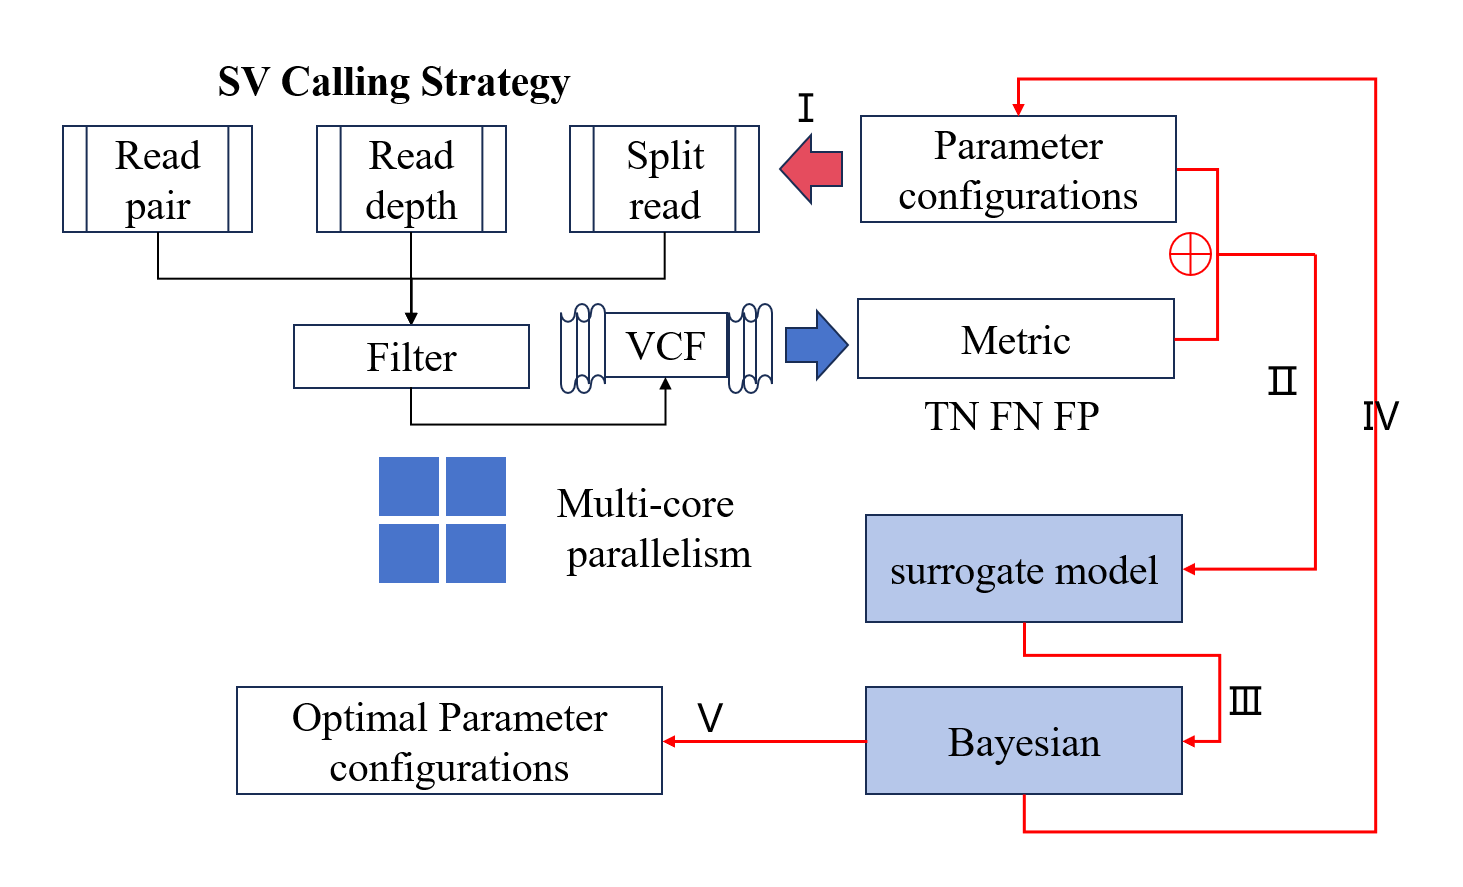 SV Calling Strategy
Read
pair
Read
depth
Split
read
Ⅰ
Parameter
configurations
Filter
VCF
Metric
TN FN FP
Ⅱ
Ⅳ
Multi-core
parallelism
surrogate model
Ⅲ
Optimal Parameter
configurations
Ⅴ
Bayesian